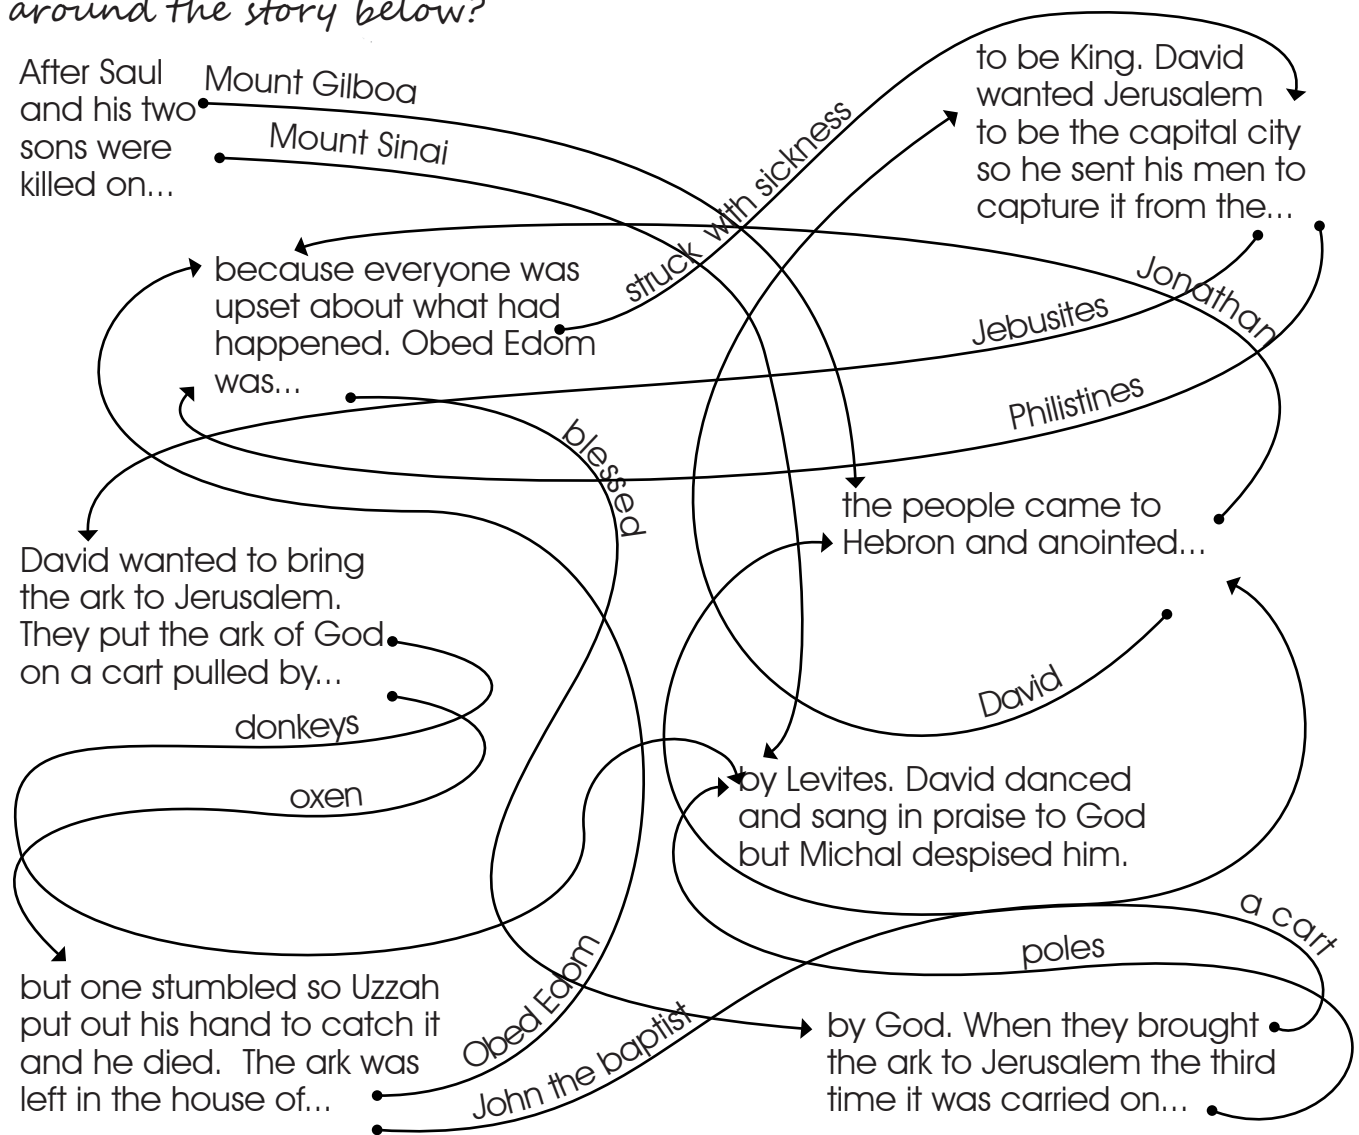 around the story below?
After Saul
and his two
sons were
killed on...
Mount Gilboa
Mount Sinai
struck with sickness
to be King. David
wanted Jerusalem
to be the capital city
so he sent his men to
capture it from the...
because everyone was
upset about what had
happened. Obed Edom
was...
Jonathan
Jebusites
Philistines
blessed
the people came to
Hebron and anointed...
David wanted to bring
the ark to Jerusalem.
They put the ark of God
on a cart pulled by...
donkeys
oxen
David
by Levites. David danced
and sang in praise to God
but Michal despised him.
a cart
poles
but one stumbled so Uzzah
put out his hand to catch it
and he died.  The ark was
left in the house of...
Obed Edom
John the baptist
by God. When they brought
the ark to Jerusalem the third
time it was carried on...